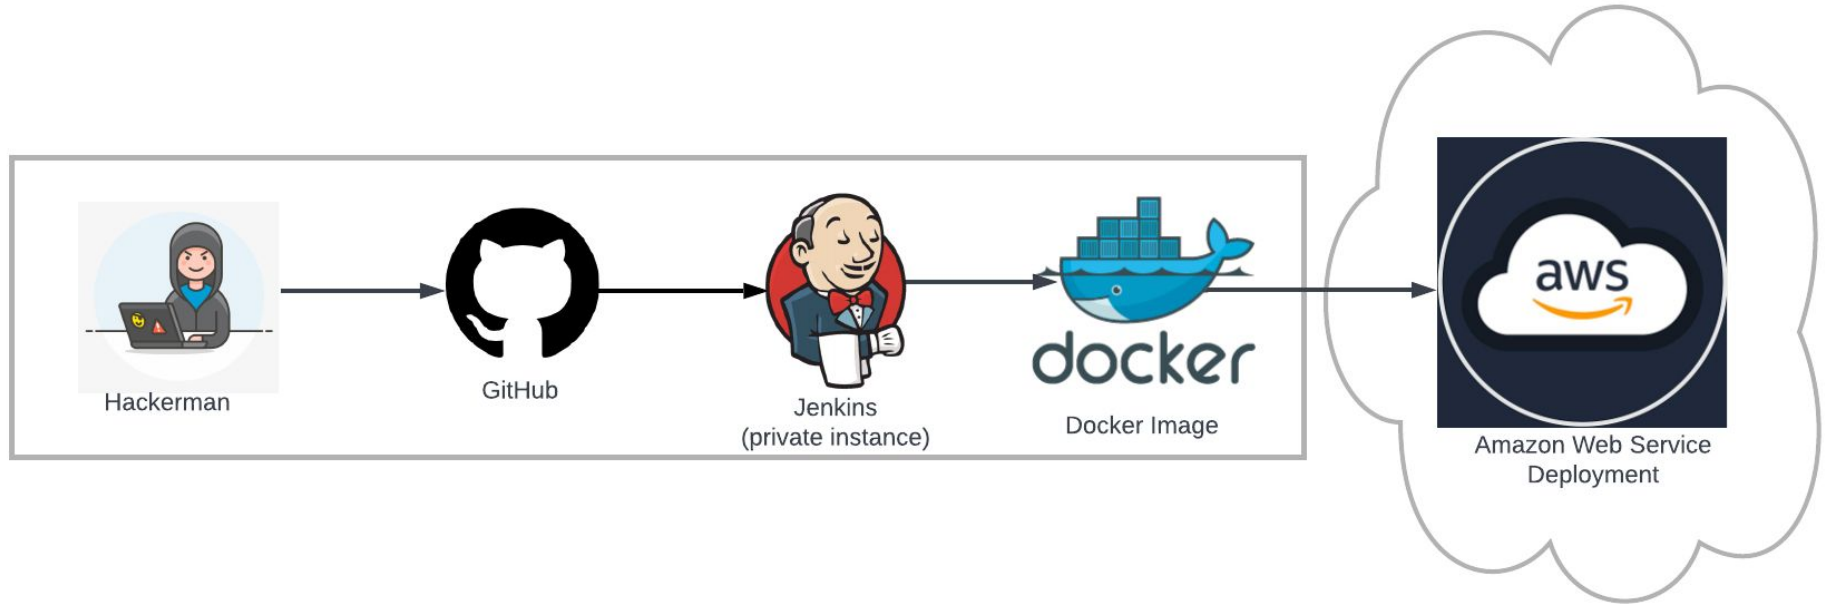 Hackerman
GitHub
Jenkins
(private instance)
docker
Docker Image
aws
Amazon Web Service
Deployment